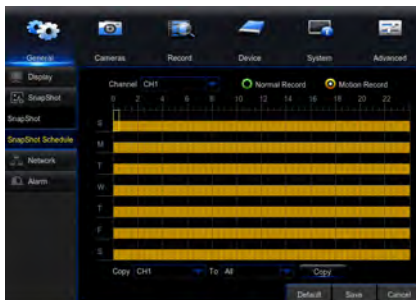 General Cameras Record Device System Advanced
Display
SnapShot
SnapShot
SnapShot Schedule
Network
Alarm
Channel CH1 Normal Record Motion Record
0 2 4 6 8 10 12 14 16 18 20 22
S
M
T
W
T
F
S
Copy CH1 To All Copy
Default Save Cancel